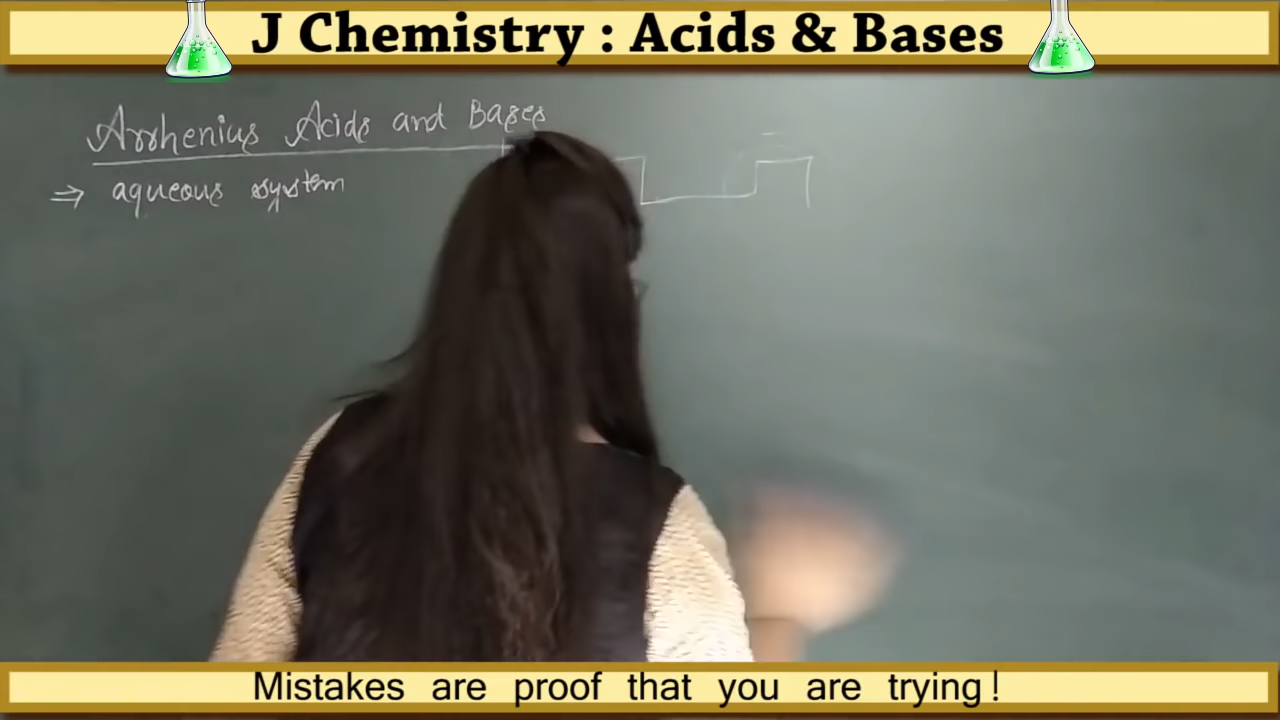 J Chemistry : Acids & Bases
Arrhenius Acids and Bases
⇒ aqueous system
Mistakes are proof that you are trying !